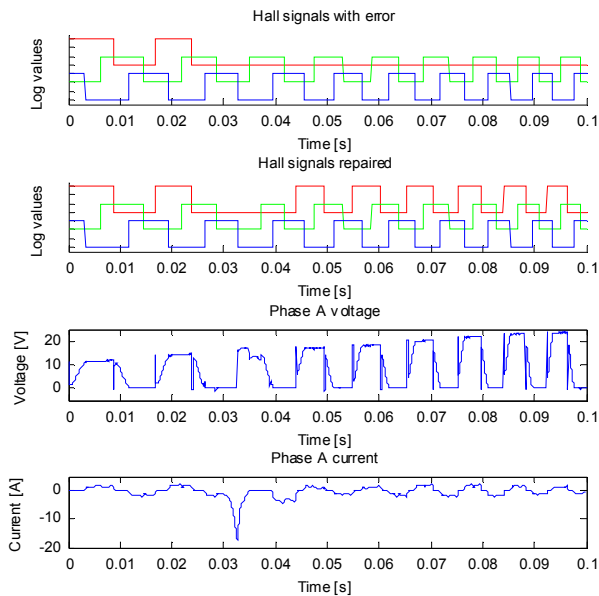 Hall signals with error
Log values
0 0.01 0.02 0.03 0.04 0.05 0.06 0.07 0.08 0.09 0.1
Time [s]
Hall signals repaired
Log values
0 0.01 0.02 0.03 0.04 0.05 0.06 0.07 0.08 0.09 0.1
Time [s]
Phase A voltage
Voltage [V]
20
10
0
0 0.01 0.02 0.03 0.04 0.05 0.06 0.07 0.08 0.09 0.1
Time [s]
Phase A current
Current [A]
0
-10
-20
0 0.01 0.02 0.03 0.04 0.05 0.06 0.07 0.08 0.09 0.1
Time [s]